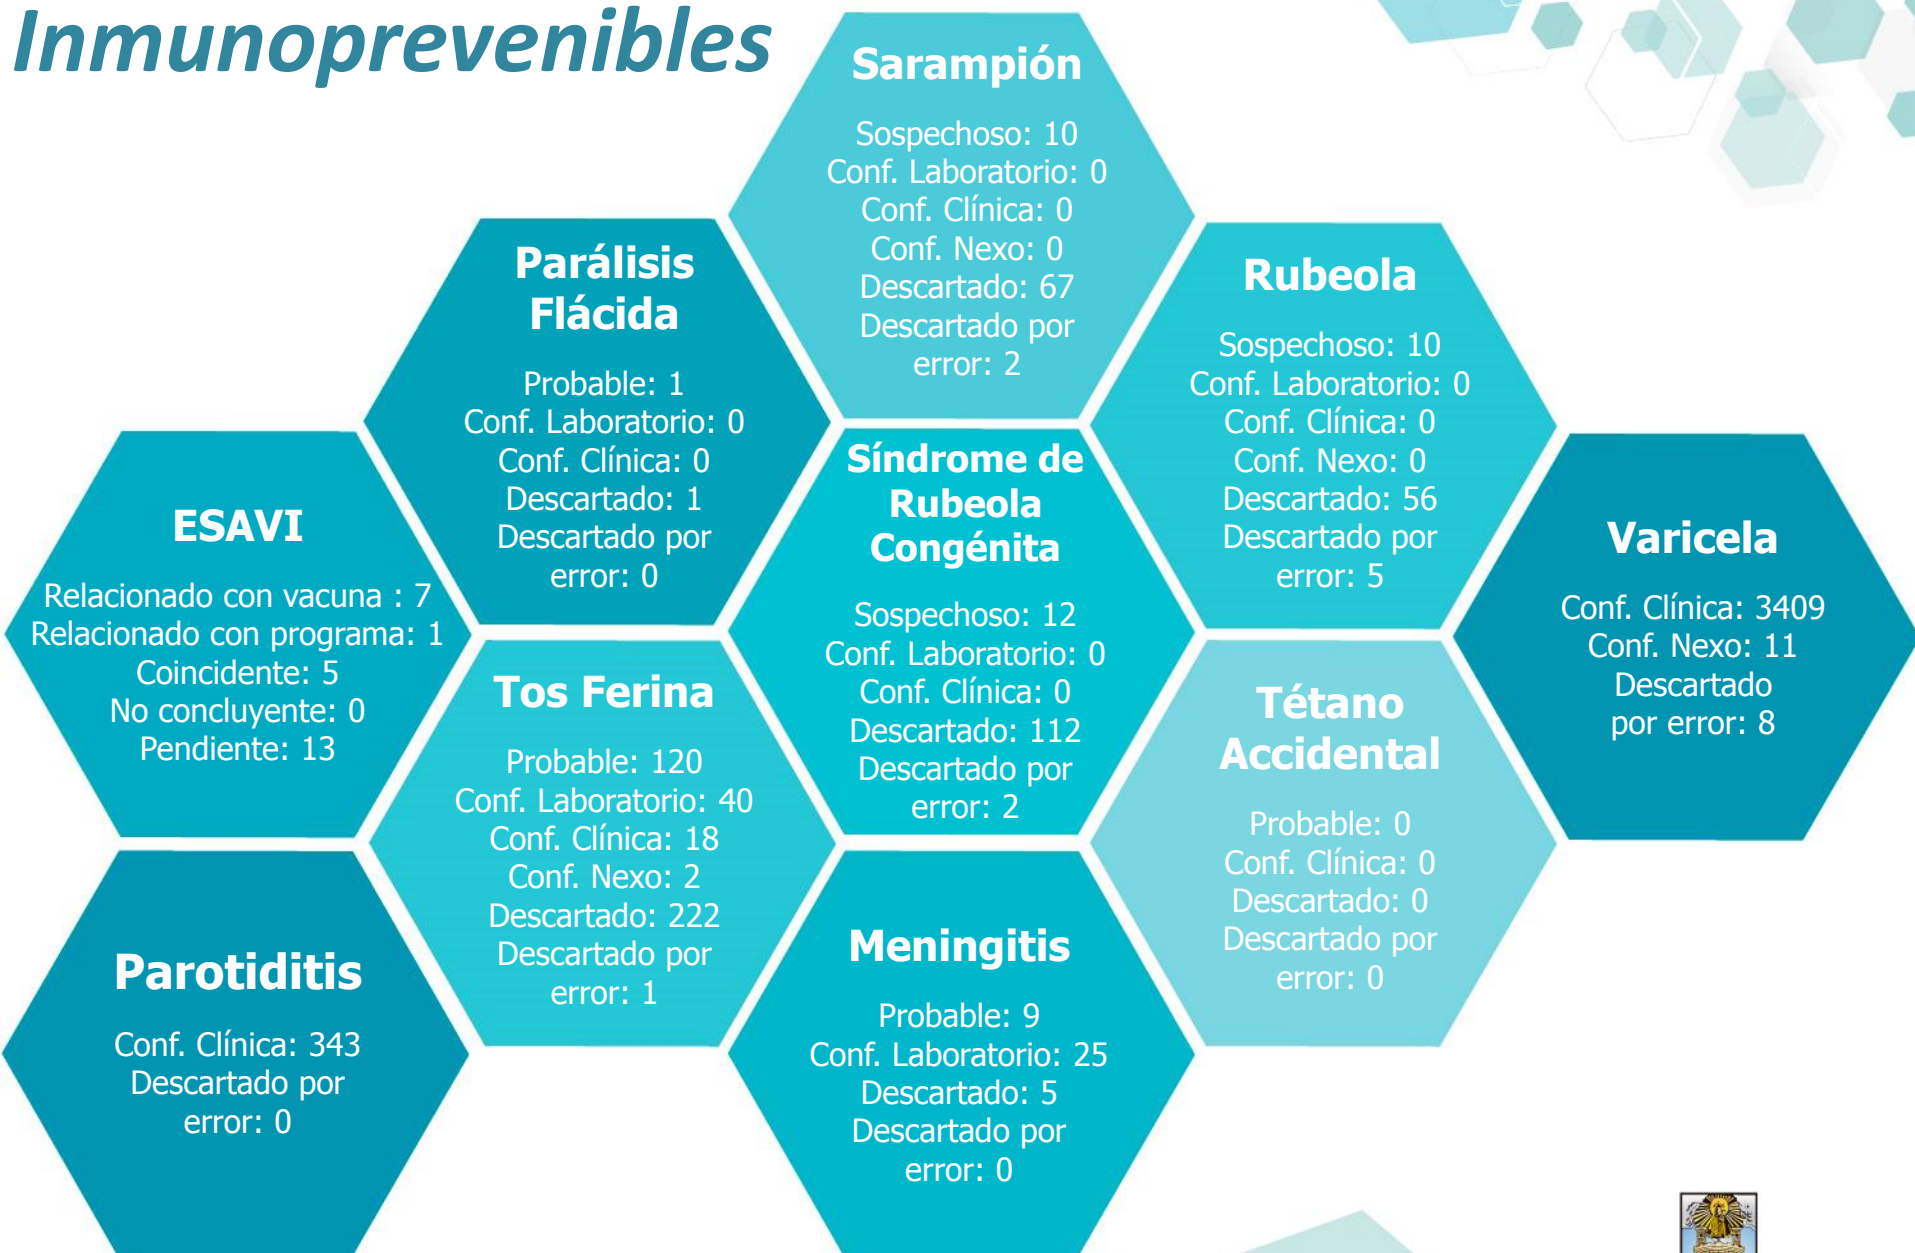 Inmunoprevenibles
Sarampión
Sospechoso: 10
Conf. Laboratorio: 0
Conf. Clínica: 0
Conf. Nexo: 0
Descartado: 67
Descartado por
error: 2
Parálisis
Flácida
Probable: 1
Conf. Laboratorio: 0
Conf. Clínica: 0
Descartado: 1
Descartado por
error: 0
Rubeola
Sospechoso: 10
Conf. Laboratorio: 0
Conf. Clínica: 0
Conf. Nexo: 0
Descartado: 56
Descartado por
error: 5
ESAVI
Relacionado con vacuna : 7
Relacionado con programa: 1
Coincidente: 5
No concluyente: 0
Pendiente: 13
Síndrome de
Rubeola
Congénita
Sospechoso: 12
Conf. Laboratorio: 0
Conf. Clínica: 0
Descartado: 112
Descartado por
error: 2
Varicela
Conf. Clínica: 3409
Conf. Nexo: 11
Descartado
por error: 8
Tos Ferina
Probable: 120
Conf. Laboratorio: 40
Conf. Clínica: 18
Conf. Nexo: 2
Descartado: 222
Descartado por
error: 1
Tétano
Accidental
Probable: 0
Conf. Clínica: 0
Descartado: 0
Descartado por
error: 0
Parotiditis
Conf. Clínica: 343
Descartado por
error: 0
Meningitis
Probable: 9
Conf. Laboratorio: 25
Descartado: 5
Descartado por
error: 0